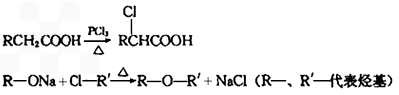 Cl
RCH₂COOH PCl₃ △ RCHCOOH
R—ONa + Cl—R′ △ R—O—R′ + NaCl（R—、R′—代表烃基）